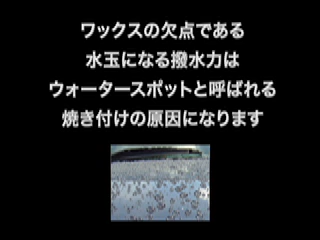 ワックスの欠点である
水玉になる撥水力は
ウォータースポットと呼ばれる
焼き付けの原因になります